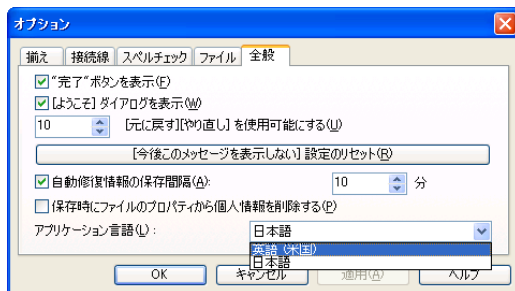 オプション
揃え 接続線 スペルチェック ファイル 全般
"完了"ボタンを表示(F)
[ようこそ] ダイアログを表示(W)
10 [元に戻す][やり直し] を使用可能にする(U)
[今後このメッセージを表示しない] 設定のリセット(R)
自動修復情報の保存間隔(A): 10 分
保存時にファイルのプロパティから個人情報を削除する(P)
アプリケーション言語(L) : 日本語
英語 (米国)
日本語
OK キャンセル 適用(A) ヘルプ